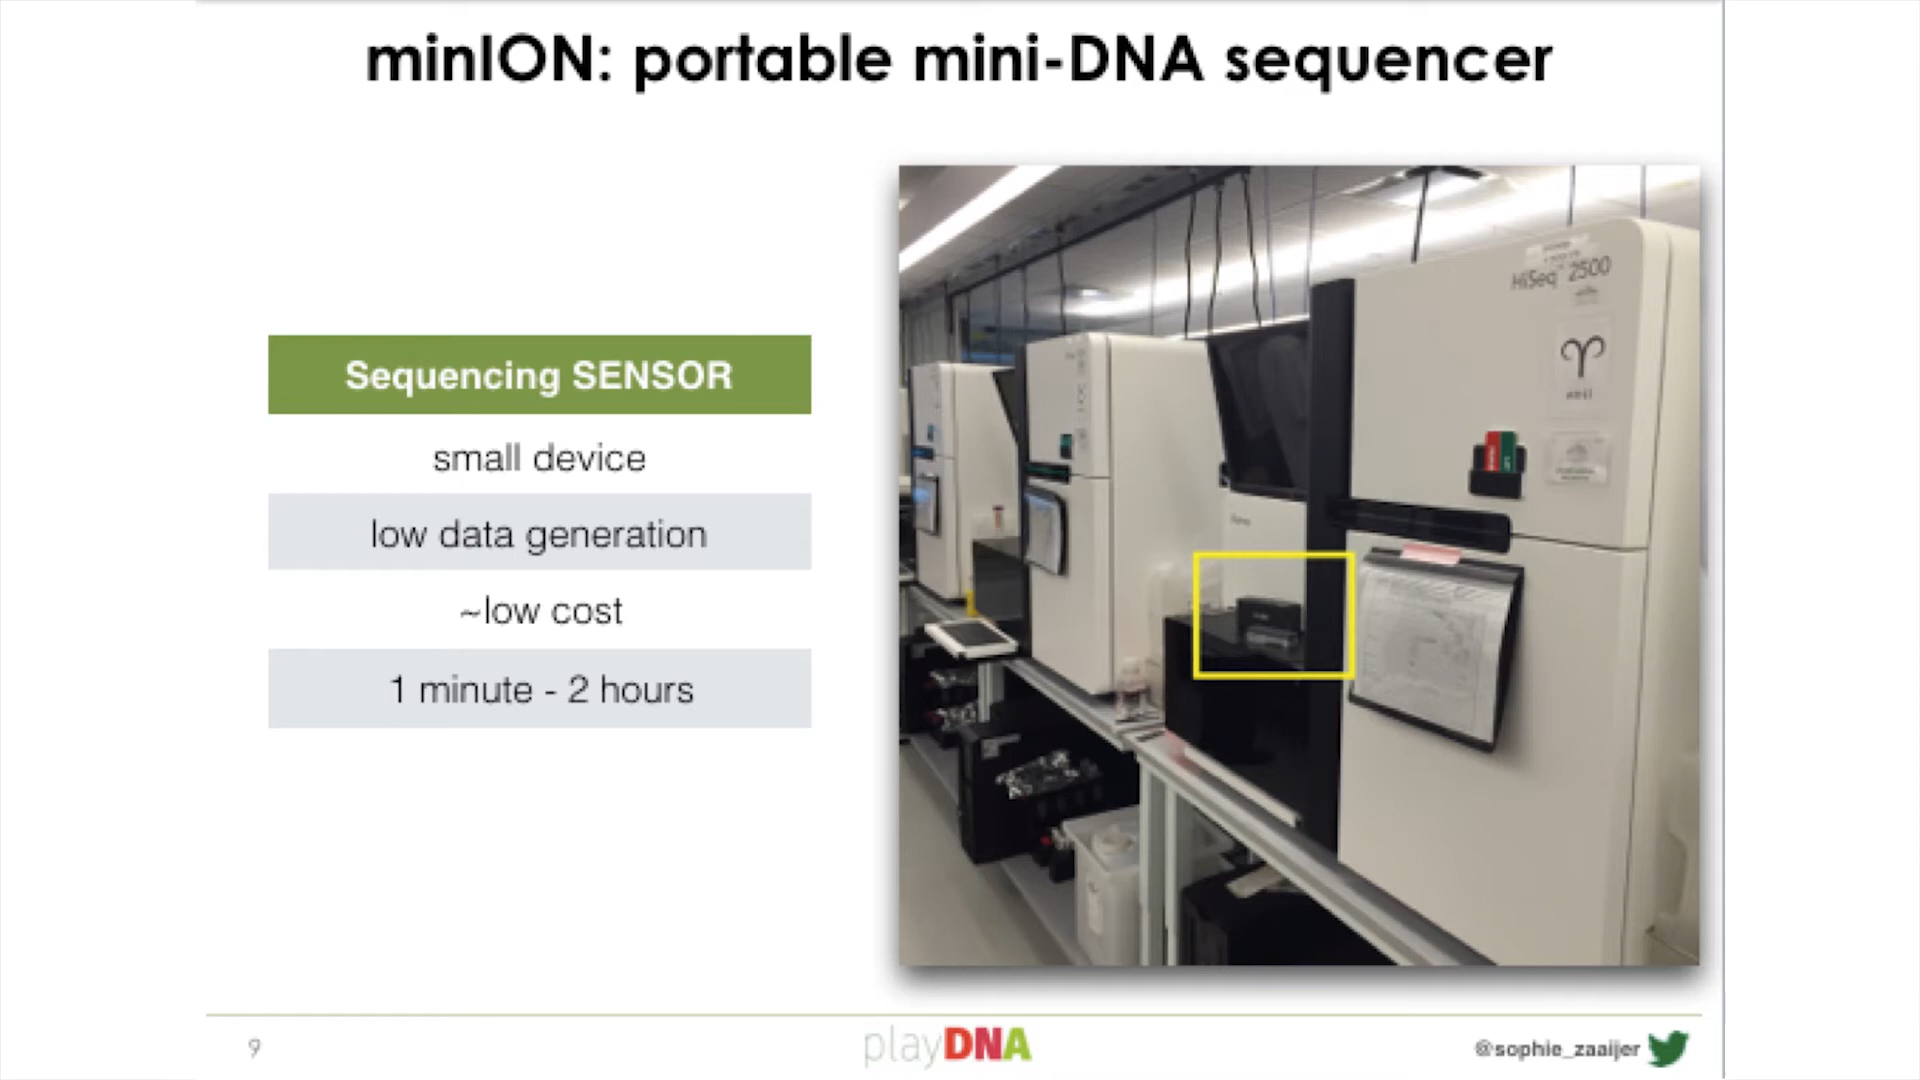 minION: portable mini-DNA sequencer
Sequencing SENSOR
small device
low data generation
~low cost
1 minute - 2 hours
HiSeq 2500
9
playDNA
@sophie_zaaijer